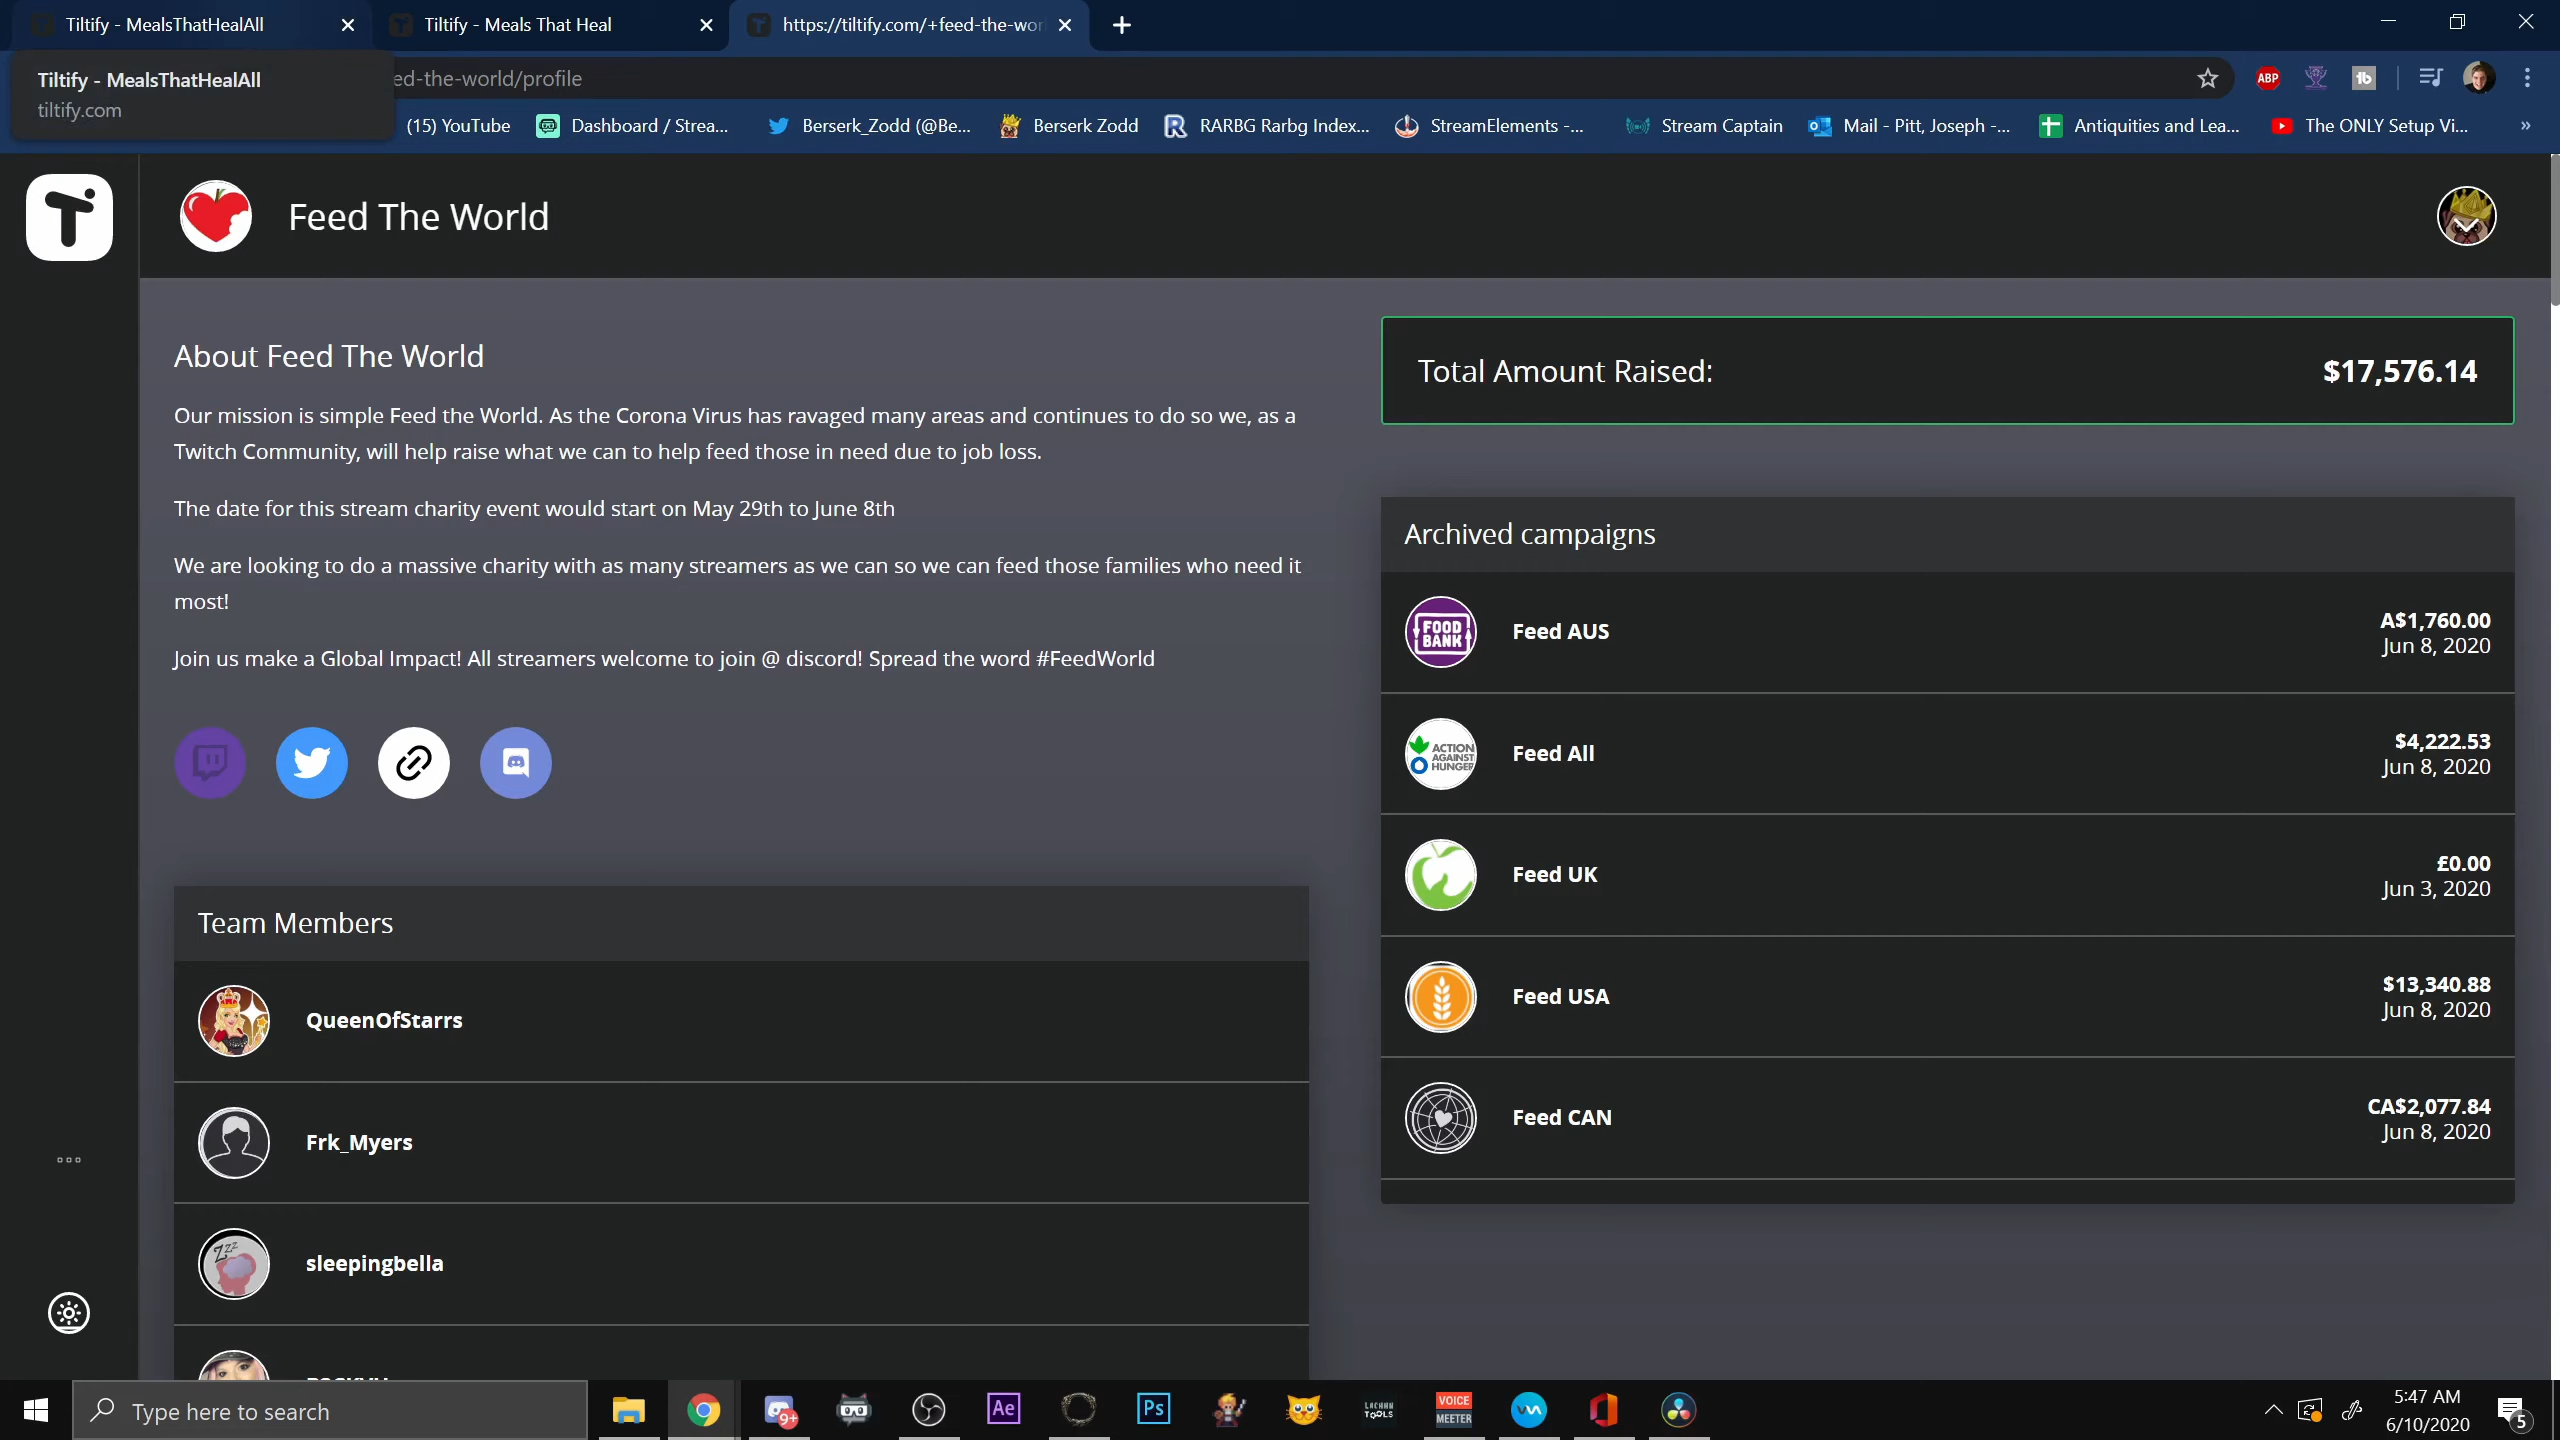 Tiltify - MealsThatHealAll
Tiltify - Meals That Heal
https://tiltify.com/+feed-the-wor
Tiltify - MealsThatHealAll
tiltify.com
ed-the-world/profile
ABP
tb
(15) YouTube
Dashboard / Strea...
Berserk_Zodd (@Be...
Berserk Zodd
RARBG Rarbg Index...
StreamElements -...
Stream Captain
Mail - Pitt, Joseph -...
Antiquities and Lea...
The ONLY Setup Vi...
»
T
Feed The World
About Feed The World
Our mission is simple Feed the World. As the Corona Virus has ravaged many areas and continues to do so we, as a
Twitch Community, will help raise what we can to help feed those in need due to job loss.
The date for this stream charity event would start on May 29th to June 8th
We are looking to do a massive charity with as many streamers as we can so we can feed those families who need it
most!
Join us make a Global Impact! All streamers welcome to join @ discord! Spread the word #FeedWorld
Team Members
QueenOfStarrs
Frk_Myers
Zzz
sleepingbella
Total Amount Raised:
$17,576.14
Archived campaigns
FOOD
BANK
Feed AUS
A$1,760.00
Jun 8, 2020
ACTION
AGAINST
HUNGER
Feed All
$4,222.53
Jun 8, 2020
Feed UK
£0.00
Jun 3, 2020
Feed USA
$13,340.88
Jun 8, 2020
Feed CAN
CA$2,077.84
Jun 8, 2020
Type here to search
9+
Ae
Ps
TOOLS
VOICE
MEETER
5:47 AM
6/10/2020
5